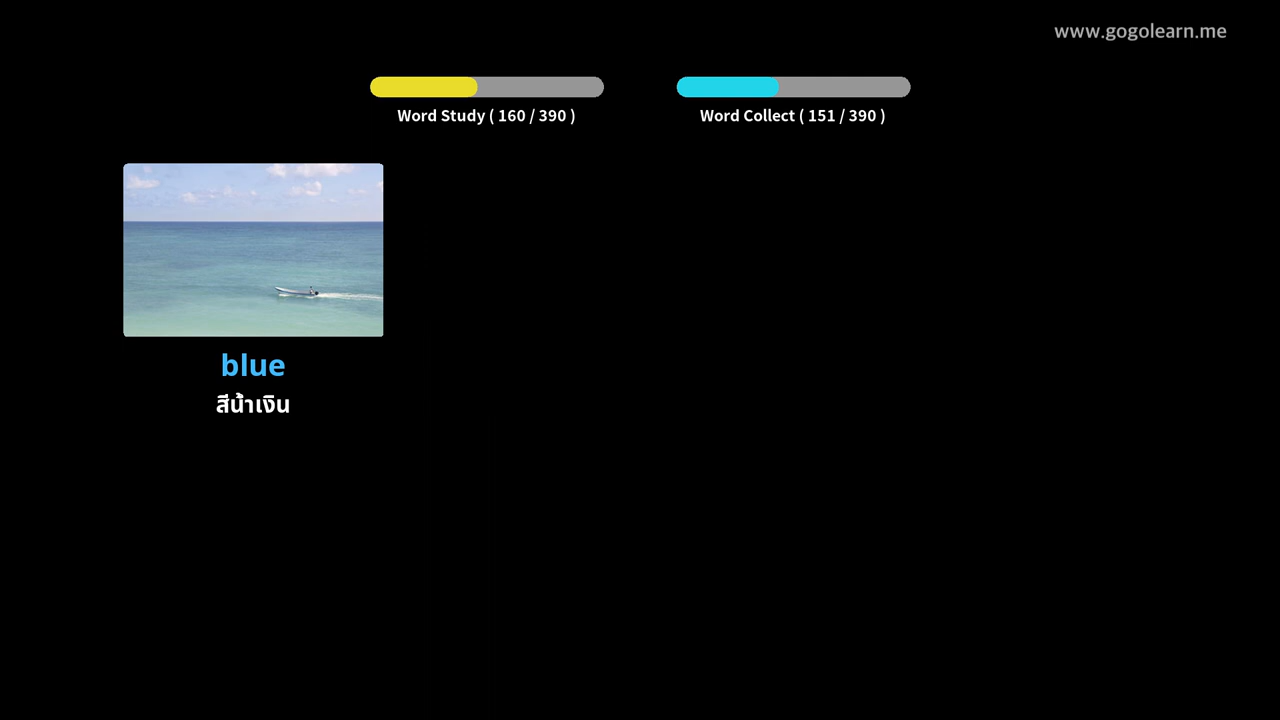 www.gogolearn.me
Word Study ( 160 / 390 )
Word Collect ( 151 / 390 )
blue
สีน้ำเงิน